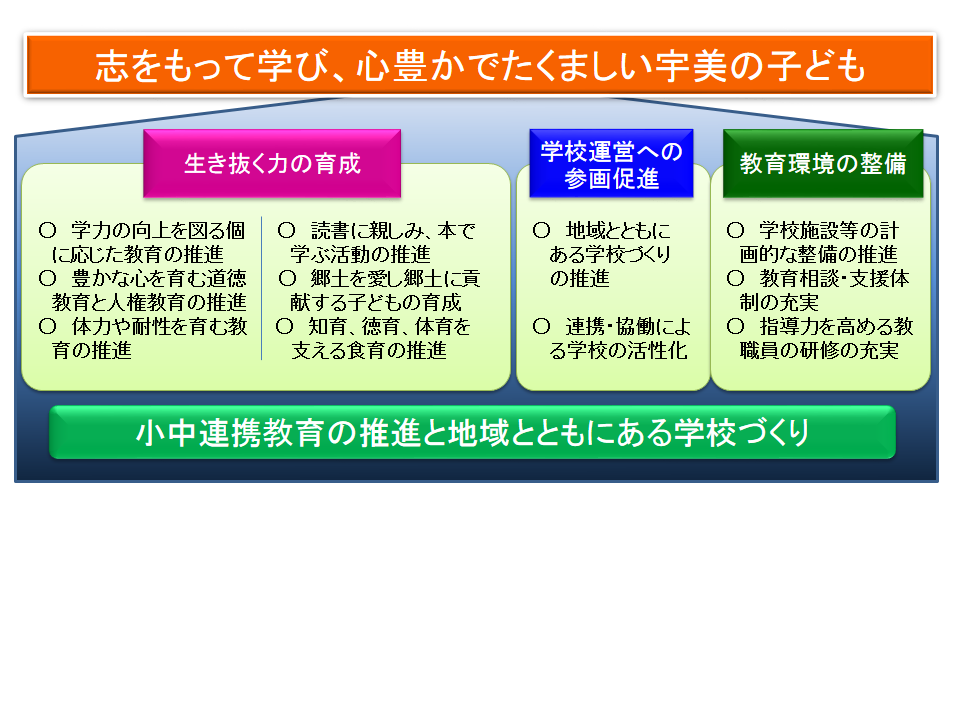 志をもって学び、心豊かでたくましい宇美の子ども
生き抜く力の育成
○　学力の向上を図る個
に応じた教育の推進
○　豊かな心を育む道徳
教育と人権教育の推進
○　体力や耐性を育む教
育の推進
○　読書に親しみ、本で
学ぶ活動の推進
○　郷土を愛し郷土に貢
献する子どもの育成
○　知育、徳育、体育を
支える食育の推進
学校運営への
参画促進
○　地域とともに
ある学校づくり
の推進
○　連携・協働によ
る学校の活性化
教育環境の整備
○　学校施設等の計
画的な整備の推進
○　教育相談・支援体
制の充実
○　指導力を高める教
職員の研修の充実
小中連携教育の推進と地域とともにある学校づくり